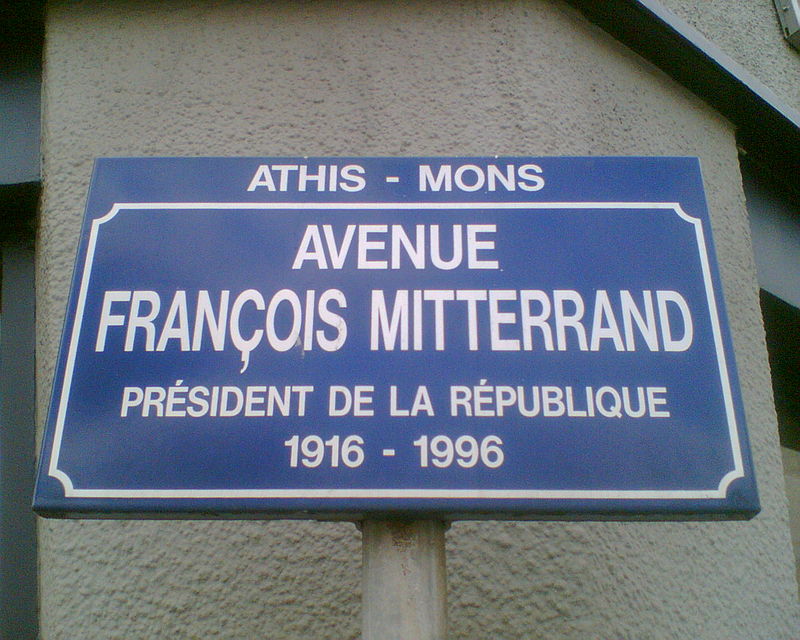 ATHIS - MONS
AVENUE
FRANÇOIS MITTERRAND
PRÉSIDENT DE LA RÉPUBLIQUE
1916 - 1996